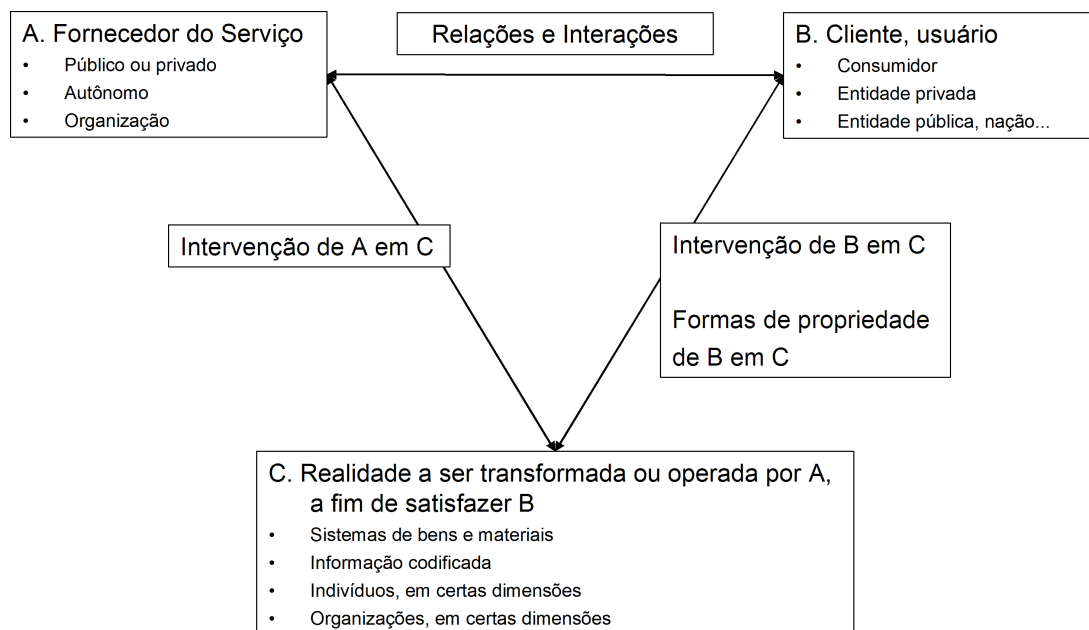 A. Fornecedor do Serviço
• Público ou privado
• Autônomo
• Organização
Relações e Interações
B. Cliente, usuário
• Consumidor
• Entidade privada
• Entidade pública, nação...
Intervenção de A em C
Intervenção de B em C
Formas de propriedade
de B em C
C. Realidade a ser transformada ou operada por A,
a fim de satisfazer B
• Sistemas de bens e materiais
• Informação codificada
• Indivíduos, em certas dimensões
• Organizações, em certas dimensões